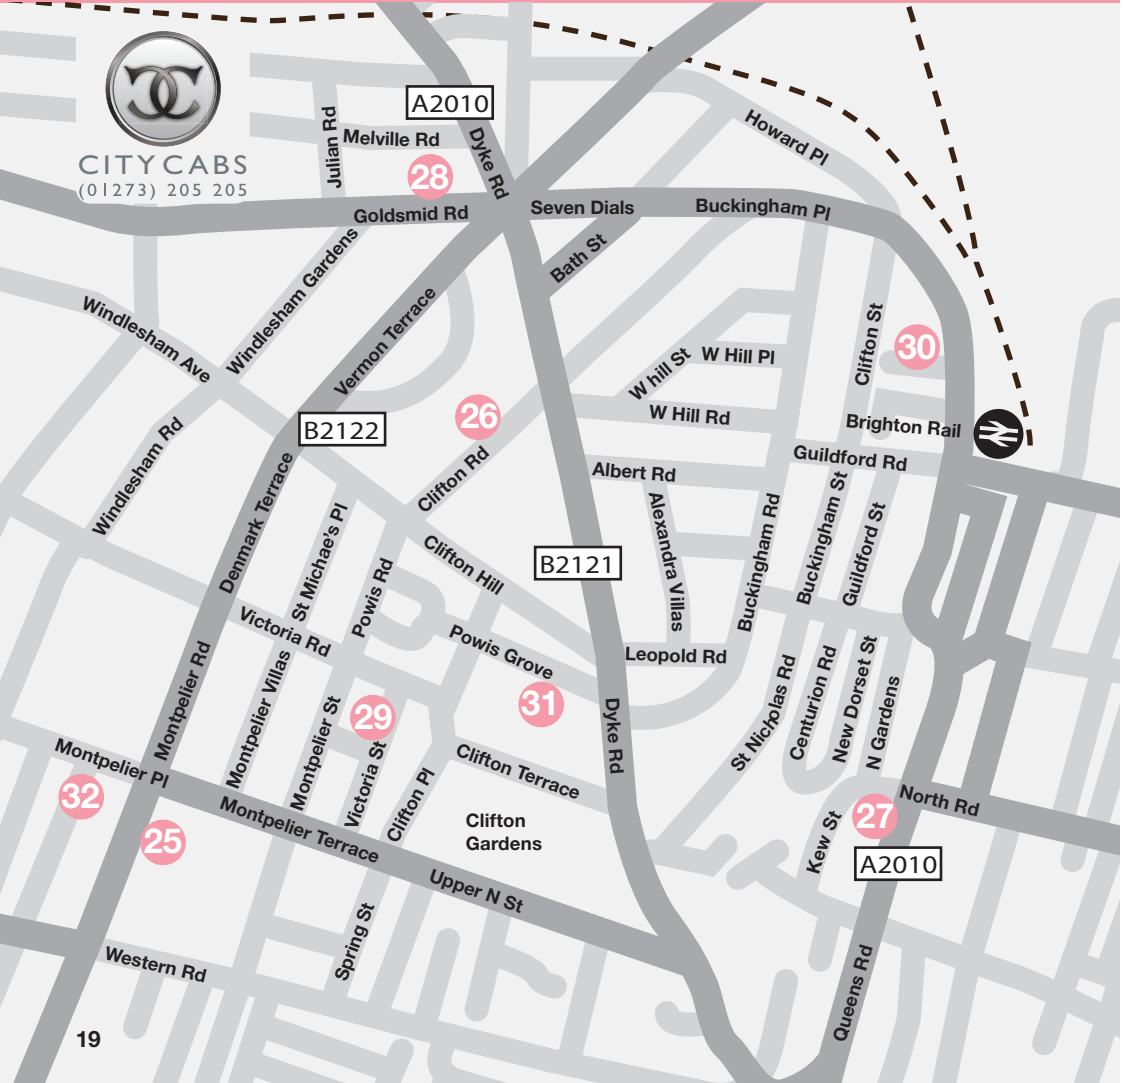 A2010
Howard Pl
Julian Rd
Melville Rd
Dyke Rd
CITY CABS
(01273) 205 205
28
Goldsmid Rd
Seven Dials
Buckingham Pl
Bath St
Windlesham Gardens
Windlesham Ave
Vermon Terrace
Clifton St
30
W hill St
W Hill Pl
W Hill Rd
26
B2122
Brighton Rail
Windlesham Rd
Clifton Rd
Guildford Rd
Albert Rd
Denmark Terrace
St Michae's Pl
Alexandra Villas
Buckingham Rd
Buckingham St
Guildford St
Clifton Hill
B2121
Powis Rd
Victoria Rd
Powis Grove
Leopold Rd
Montpelier Rd
Montpelier Villas
31
St Nicholas Rd
Centurion Rd
New Dorset St
N Gardens
Montpelier St
29
Dyke Rd
Montpelier Pl
Victoria St
Clifton Pl
Clifton Terrace
32
North Rd
27
Montpelier Terrace
Clifton
Gardens
25
Kew St
A2010
Upper N St
Spring St
Western Rd
Queens Rd
19